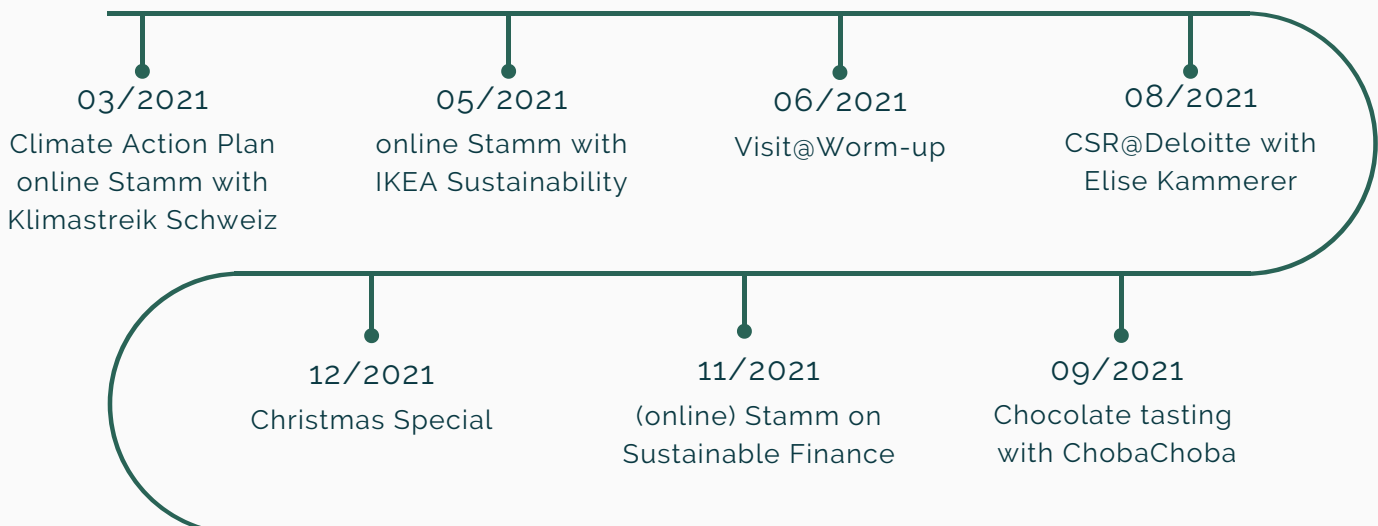 03/2021
Climate Action Plan
online Stamm with
Klimastreik Schweiz
05/2021
online Stamm with
IKEA Sustainability
06/2021
Visit@Worm-up
08/2021
CSR@Deloitte with
Elise Kammerer
09/2021
Chocolate tasting
with ChobaChoba
11/2021
(online) Stamm on
Sustainable Finance
12/2021
Christmas Special